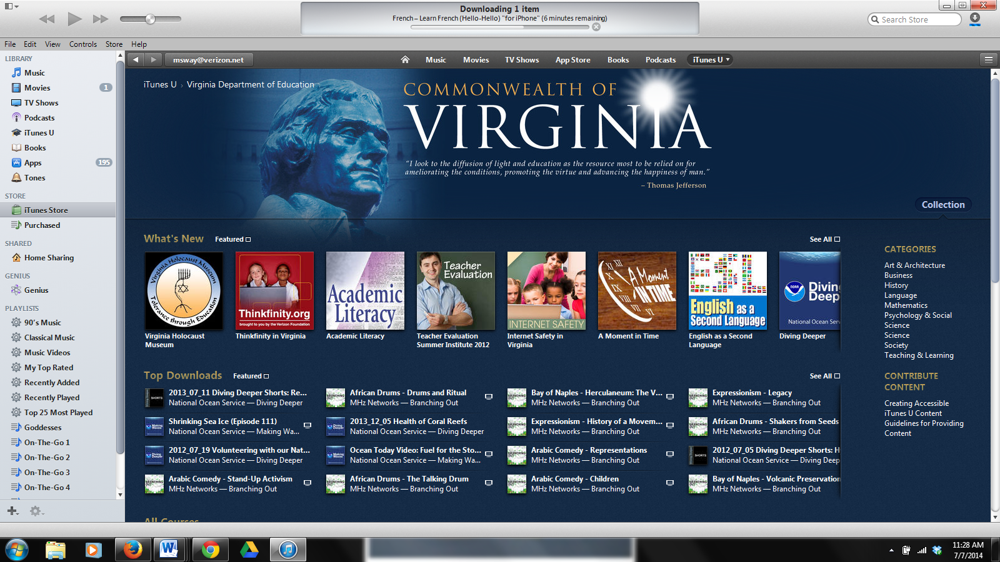 Downloading 1 item
French – Learn French (Hello-Hello) "for iPhone" (6 minutes remaining)
Search Store
File Edit View Controls Store Help
msway@verizon.net
Music Movies TV Shows App Store Books Podcasts iTunes U
LIBRARY
Music
Movies 1
TV Shows
Podcasts
iTunes U
Books
Apps 195
Tones
STORE
iTunes Store
Purchased
SHARED
Home Sharing
GENIUS
Genius
PLAYLISTS
90's Music
Classical Music
Music Videos
My Top Rated
Recently Added
Recently Played
Top 25 Most Played
Goddesses
On-The-Go 1
On-The-Go 2
On-The-Go 3
On-The-Go 4
iTunes U › Virginia Department of Education
COMMONWEALTH OF
VIRGINIA
“I look to the diffusion of light and education as the resource most to be relied on for
ameliorating the conditions, promoting the virtue and advancing the happiness of man.”
– Thomas Jefferson
Collection
What's New Featured See All
Virginia Holocaust Museum
Tolerance through Education
Thinkfinity.org
brought to you by the Verizon Foundation
Academic
Literacy
Teacher
Evaluation
INTERNET SAFETY
XII XI X IX VIII VII VI
A Moment
IN TIME
ESL
English as a
Second Language
NOAA
Diving
Deep
National Ocean Serv
Virginia Holocaust
Museum
Thinkfinity in Virginia
Academic Literacy
Teacher Evaluation
Summer Institute 2012
Internet Safety in
Virginia
A Moment in Time
English as a Second
Language
Diving Deeper
Top Downloads Featured See All
2013_07_11 Diving Deeper Shorts: Re...
National Ocean Service — Diving Deeper
African Drums - Drums and Ritual
MHz Networks — Branching Out
Bay of Naples - Herculaneum: The V...
MHz Networks — Branching Out
Expressionism - Legacy
MHz Networks — Branching Out
Shrinking Sea Ice (Episode 111)
National Ocean Service — Making Wa...
2013_12_05 Health of Coral Reefs
National Ocean Service — Diving Deeper
Expressionism - History of a Movem...
MHz Networks — Branching Out
African Drums - Shakers from Seeds
MHz Networks — Branching Out
2012_07_19 Volunteering with our Nat...
National Ocean Service — Diving Deeper
Ocean Today Video: Fuel for the Sto...
National Ocean Service — Making Wa...
Arabic Comedy - Representations
MHz Networks — Branching Out
2012_07_05 Diving Deeper Shorts: H
National Ocean Service — Diving Deep
Arabic Comedy - Stand-Up Activism
MHz Networks — Branching Out
African Drums - The Talking Drum
MHz Networks — Branching Out
Arabic Comedy - Children
MHz Networks — Branching Out
Bay of Naples - Volcanic Preservation
MHz Networks — Branching Out
All Courses
CATEGORIES
Art & Architecture
Business
History
Language
Mathematics
Psychology & Social
Science
Science
Society
Teaching & Learning
CONTRIBUTE
CONTENT
Creating Accessible
iTunes U Content
Guidelines for Providing
Content
11:28 AM
7/7/2014